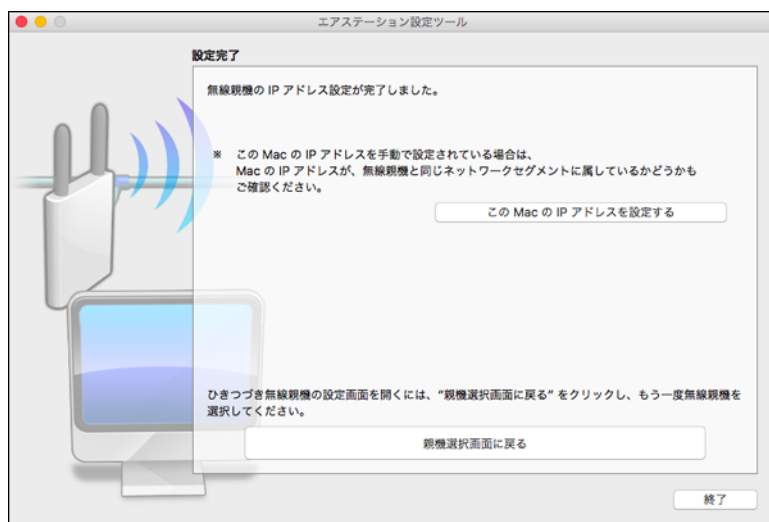 エアステーション設定ツール
設定完了
無線親機の IP アドレス設定が完了しました。
※ この Mac の IP アドレスを手動で設定されている場合は、
Mac の IP アドレスが、無線親機と同じネットワークセグメントに属しているかどうかも
ご確認ください。
この Mac の IP アドレスを設定する
ひきつづき無線親機の設定画面を開くには、“親機選択画面に戻る” をクリックし、もう一度無線親機を
選択してください。
親機選択画面に戻る
終了